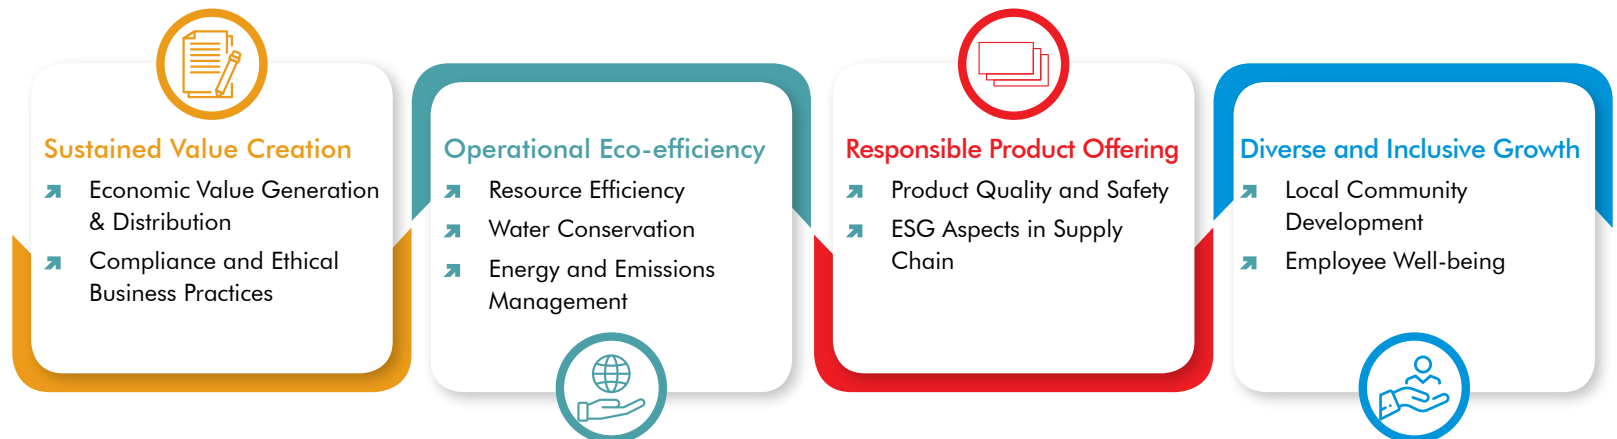 Sustained Value Creation
Economic Value Generation
& Distribution
Compliance and Ethical
Business Practices
Operational Eco-efficiency
Resource Efficiency
Water Conservation
Energy and Emissions
Management
Responsible Product Offering
Product Quality and Safety
ESG Aspects in Supply
Chain
Diverse and Inclusive Growth
Local Community
Development
Employee Well-being